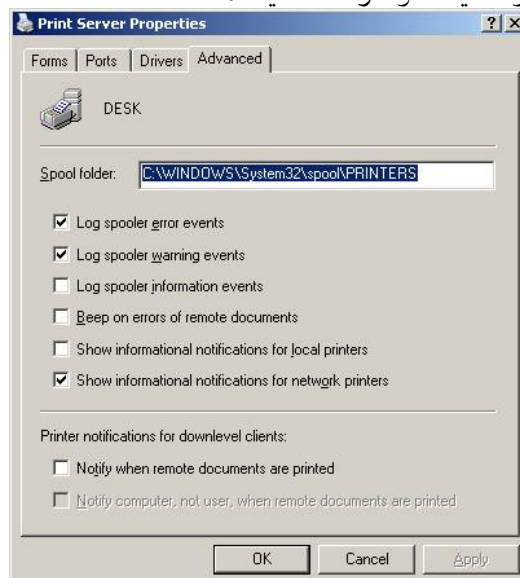 Print Server Properties
Forms Ports Drivers Advanced
DESK
Spool folder: C:\WINDOWS\System32\spool\PRINTERS
Log spooler error events
Log spooler warning events
Log spooler information events
Beep on errors of remote documents
Show informational notifications for local printers
Show informational notifications for network printers
Printer notifications for downlevel clients:
Notify when remote documents are printed
Notify computer, not user, when remote documents are printed
OK Cancel Apply